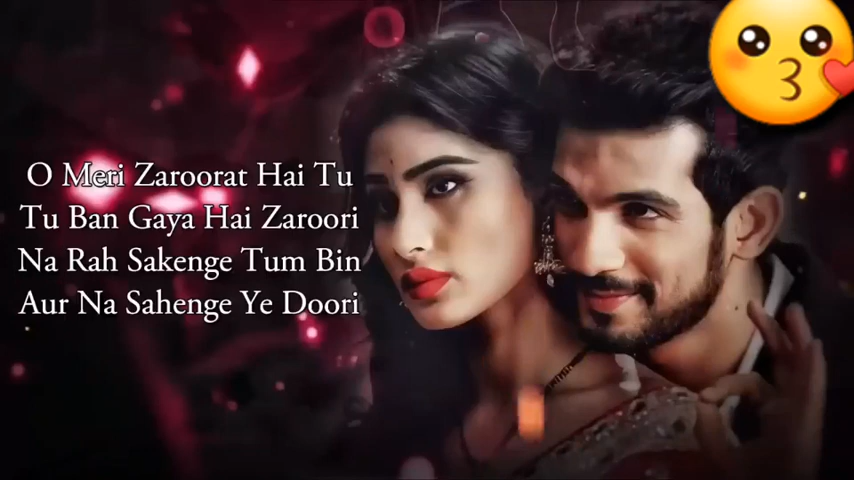 O Meri Zaroorat Hai Tu
Tu Ban Gaya Hai Zaroori
Na Rah Sakenge Tum Bin
Aur Na Sahenge Ye Doori